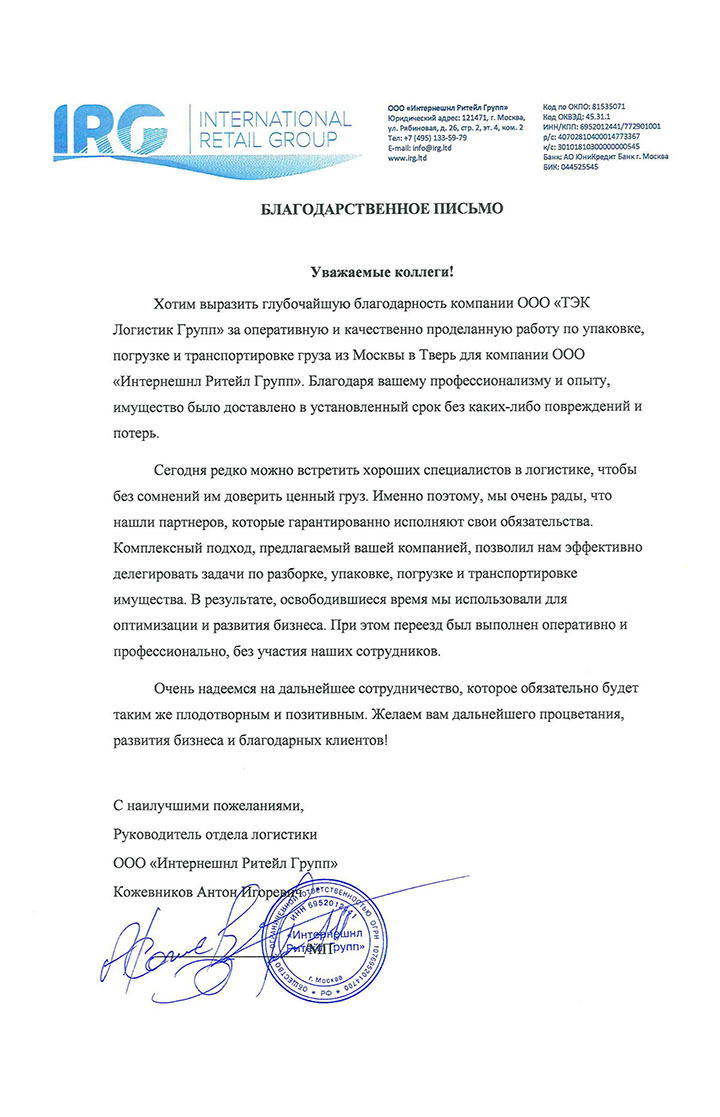 IRG
INTERNATIONAL
RETAIL GROUP
ООО «Интернешнл Ритейл Групп»
Юридический адрес: 121471, г. Москва,
ул. Рябиновая, д. 26, стр. 2, эт. 4, ком. 2
Тел: +7 (495) 133-59-79
E-mail: info@irg.ltd
www.irg.ltd
Код по ОКПО: 81535071
Код ОКВЭД: 45.31.1
ИНН/КПП: 6952012441/772901001
р/с: 40702810400014773367
к/с: 30101810300000000545
Банк: АО ЮниКредит Банк г. Москва
БИК: 044525545
БЛАГОДАРСТВЕННОЕ ПИСЬМО
Уважаемые коллеги!
Хотим выразить глубочайшую благодарность компании ООО «ТЭК
Логистик Групп» за оперативную и качественно проделанную работу по упаковке,
погрузке и транспортировке груза из Москвы в Тверь для компании ООО
«Интернешнл Ритейл Групп». Благодаря вашему профессионализму и опыту,
имущество было доставлено в установленный срок без каких-либо повреждений и
потерь.
Сегодня редко можно встретить хороших специалистов в логистике, чтобы
без сомнений им доверить ценный груз. Именно поэтому, мы очень рады, что
нашли партнеров, которые гарантированно исполняют свои обязательства.
Комплексный подход, предлагаемый вашей компанией, позволил нам эффективно
делегировать задачи по разборке, упаковке, погрузке и транспортировке
имущества. В результате, освободившиеся время мы использовали для
оптимизации и развития бизнеса. При этом переезд был выполнен оперативно и
профессионально, без участия наших сотрудников.
Очень надеемся на дальнейшее сотрудничество, которое обязательно будет
таким же плодотворным и позитивным. Желаем вам дальнейшего процветания,
развития бизнеса и благодарных клиентов!
С наилучшими пожеланиями,
Руководитель отдела логистики
ООО «Интернешнл Ритейл Групп»
Кожевников Антон Игоревич
/МП
ОБЩЕСТВО С ОГРАНИЧЕННОЙ ОТВЕТСТВЕННОСТЬЮ ОГРН 1076952014700
ИНН 6952012441
«Интернешнл
Ритейл Групп»
г. Москва
* РФ *